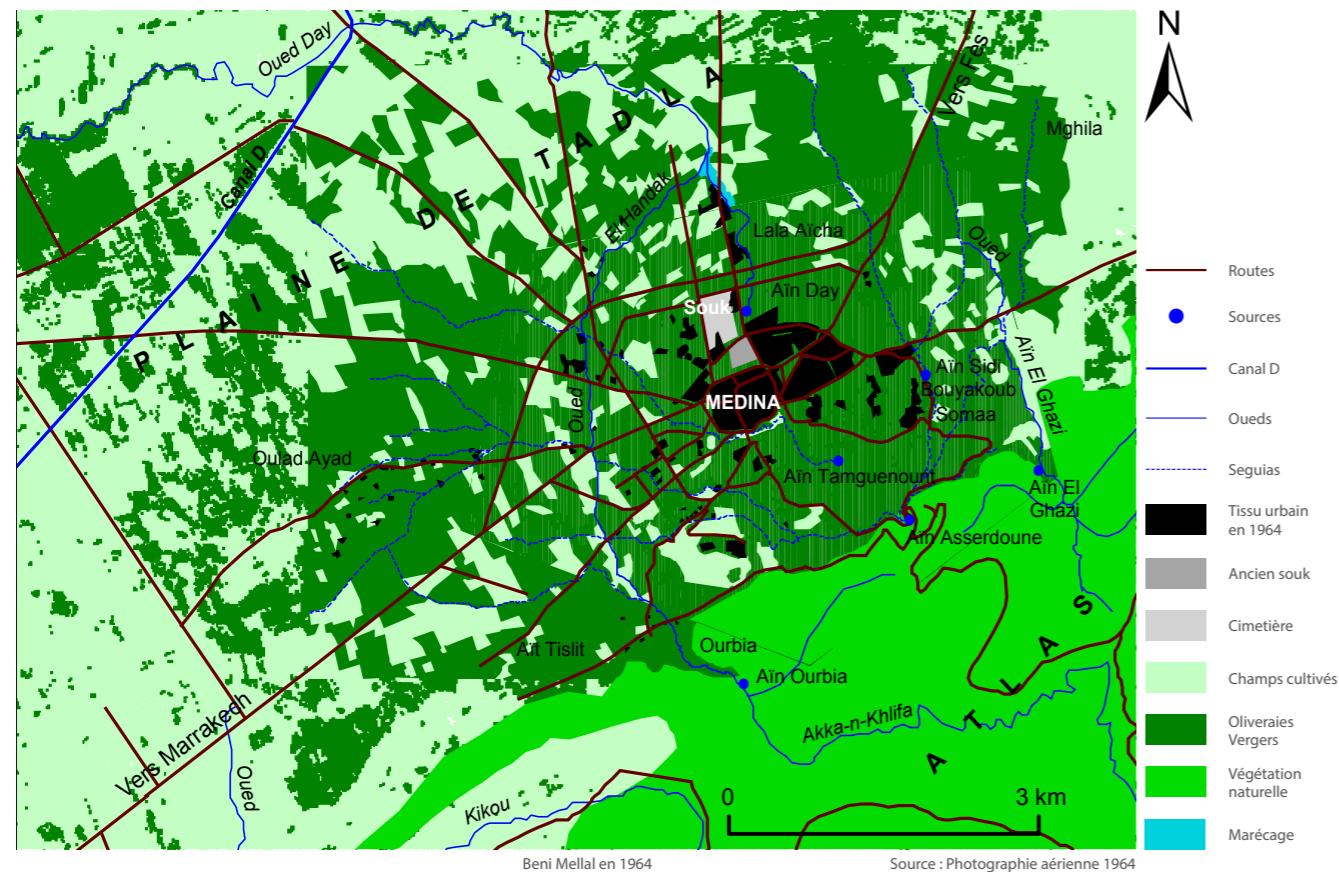 N
Oued Day
Vers Fes
Mghila
PLAINE DE TADLA
Canal D
El Handak
Oued
Lala Aïcha
Aïn Day
Souk
Oued
MEDINA
Aïn Sidi
Bouyakoub
Somaa
Aïn El Ghazi
Oulad Ayad
Aïn Tamguenount
Aïn El
Ghazi
Aïn Asserdoune
Aït Tislit
Ourbia
Aïn Ourbia
Akka-n-Khlifa
ATLAS
Vers Marrakech
Oued
Kikou
0 3 km
Routes
Sources
Canal D
Oueds
Seguias
Tissu urbain
en 1964
Ancien souk
Cimetière
Champs cultivés
Oliveraies
Vergers
Végétation
naturelle
Marécage
Beni Mellal en 1964
Source : Photographie aérienne 1964